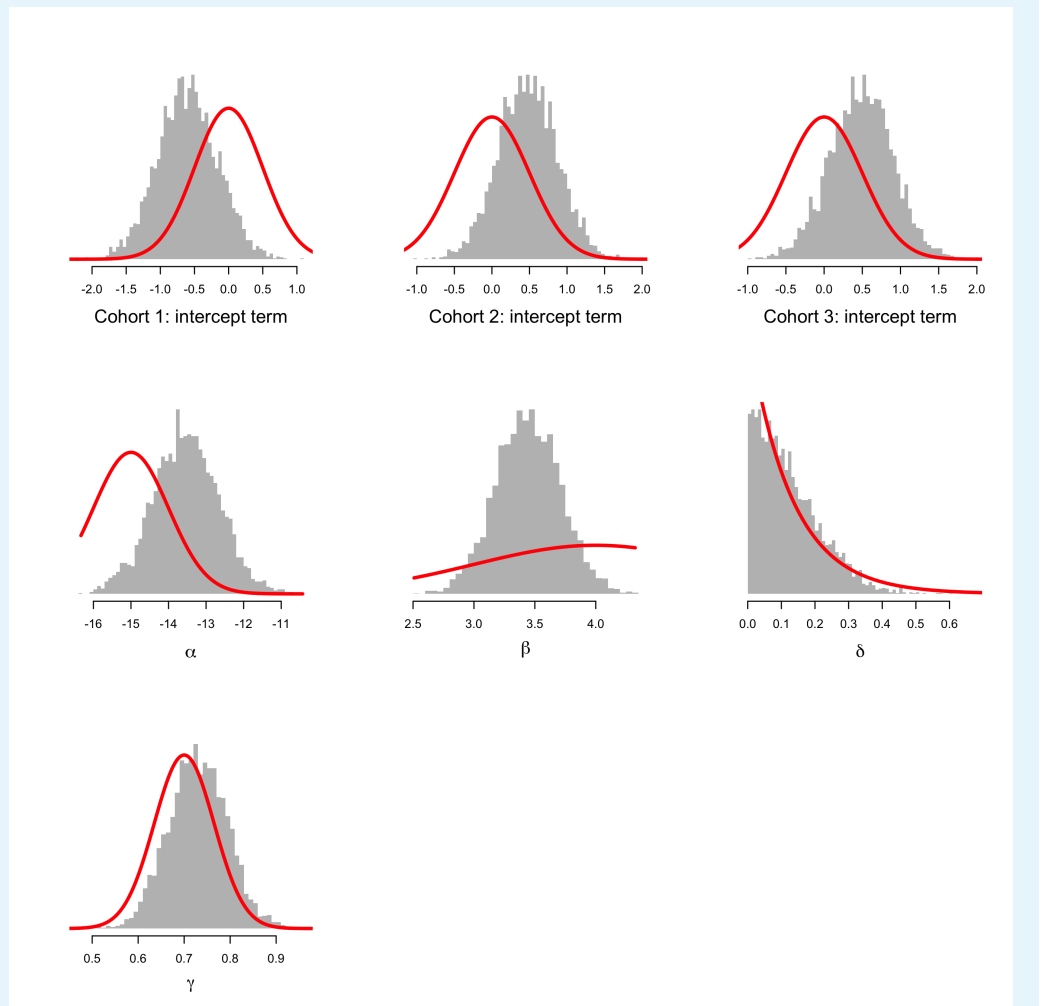 -2.0 -1.5 -1.0 -0.5 0.0 0.5 1.0
Cohort 1: intercept term
-1.0 -0.5 0.0 0.5 1.0 1.5 2.0
Cohort 2: intercept term
-1.0 -0.5 0.0 0.5 1.0 1.5 2.0
Cohort 3: intercept term
-16 -15 -14 -13 -12 -11
α
2.5 3.0 3.5 4.0
β
0.0 0.1 0.2 0.3 0.4 0.5 0.6
δ
0.5 0.6 0.7 0.8 0.9
γ